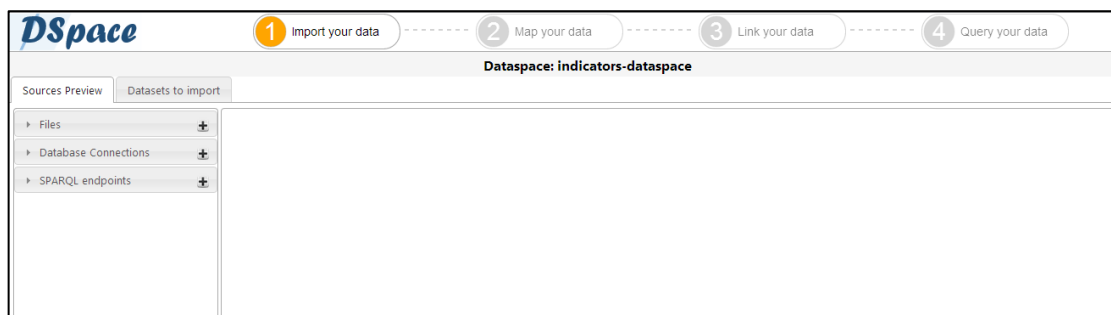 DSpace
1 Import your data 2 Map your data 3 Link your data 4 Query your data
Dataspace: indicators-dataspace
Sources Preview Datasets to import
Files
Database Connections
SPARQL endpoints